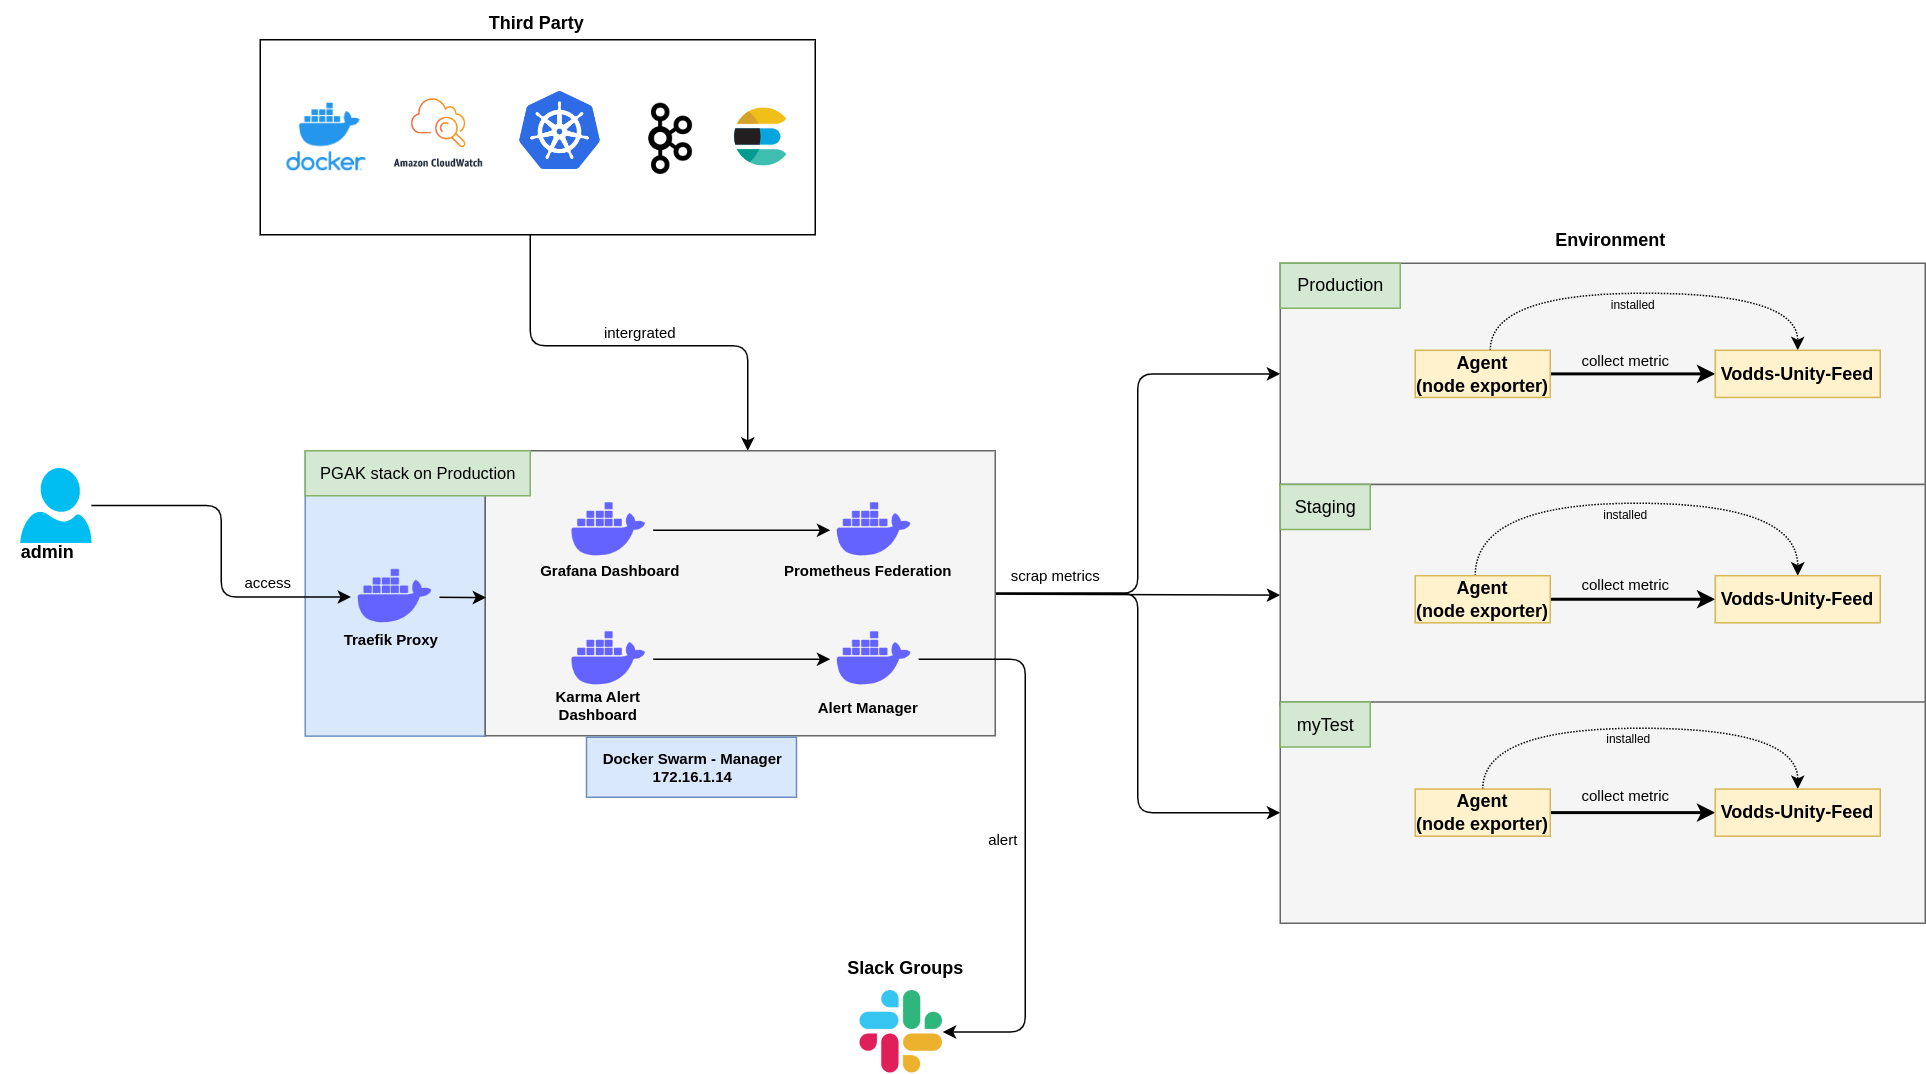 Third Party
docker
Amazon CloudWatch
intergrated
Environment
Production
installed
Agent
(node exporter)
collect metric
Vodds-Unity-Feed
PGAK stack on Production
admin
access
Traefik Proxy
Grafana Dashboard
Prometheus Federation
Karma Alert
Dashboard
Alert Manager
Docker Swarm - Manager
172.16.1.14
scrap metrics
Staging
installed
Agent
(node exporter)
collect metric
Vodds-Unity-Feed
myTest
installed
Agent
(node exporter)
collect metric
Vodds-Unity-Feed
alert
Slack Groups